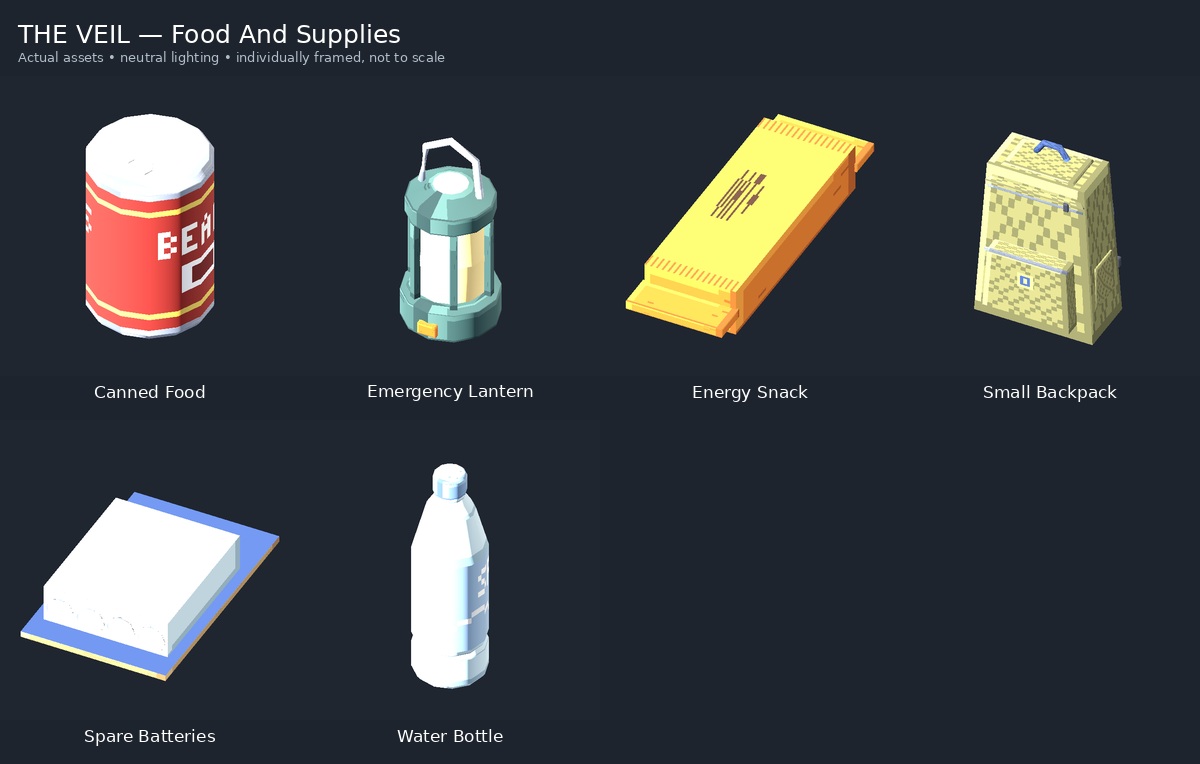 THE VEIL — Food And Supplies
Actual assets • neutral lighting • individually framed, not to scale
Canned Food
Emergency Lantern
Energy Snack
Small Backpack
Spare Batteries
Water Bottle